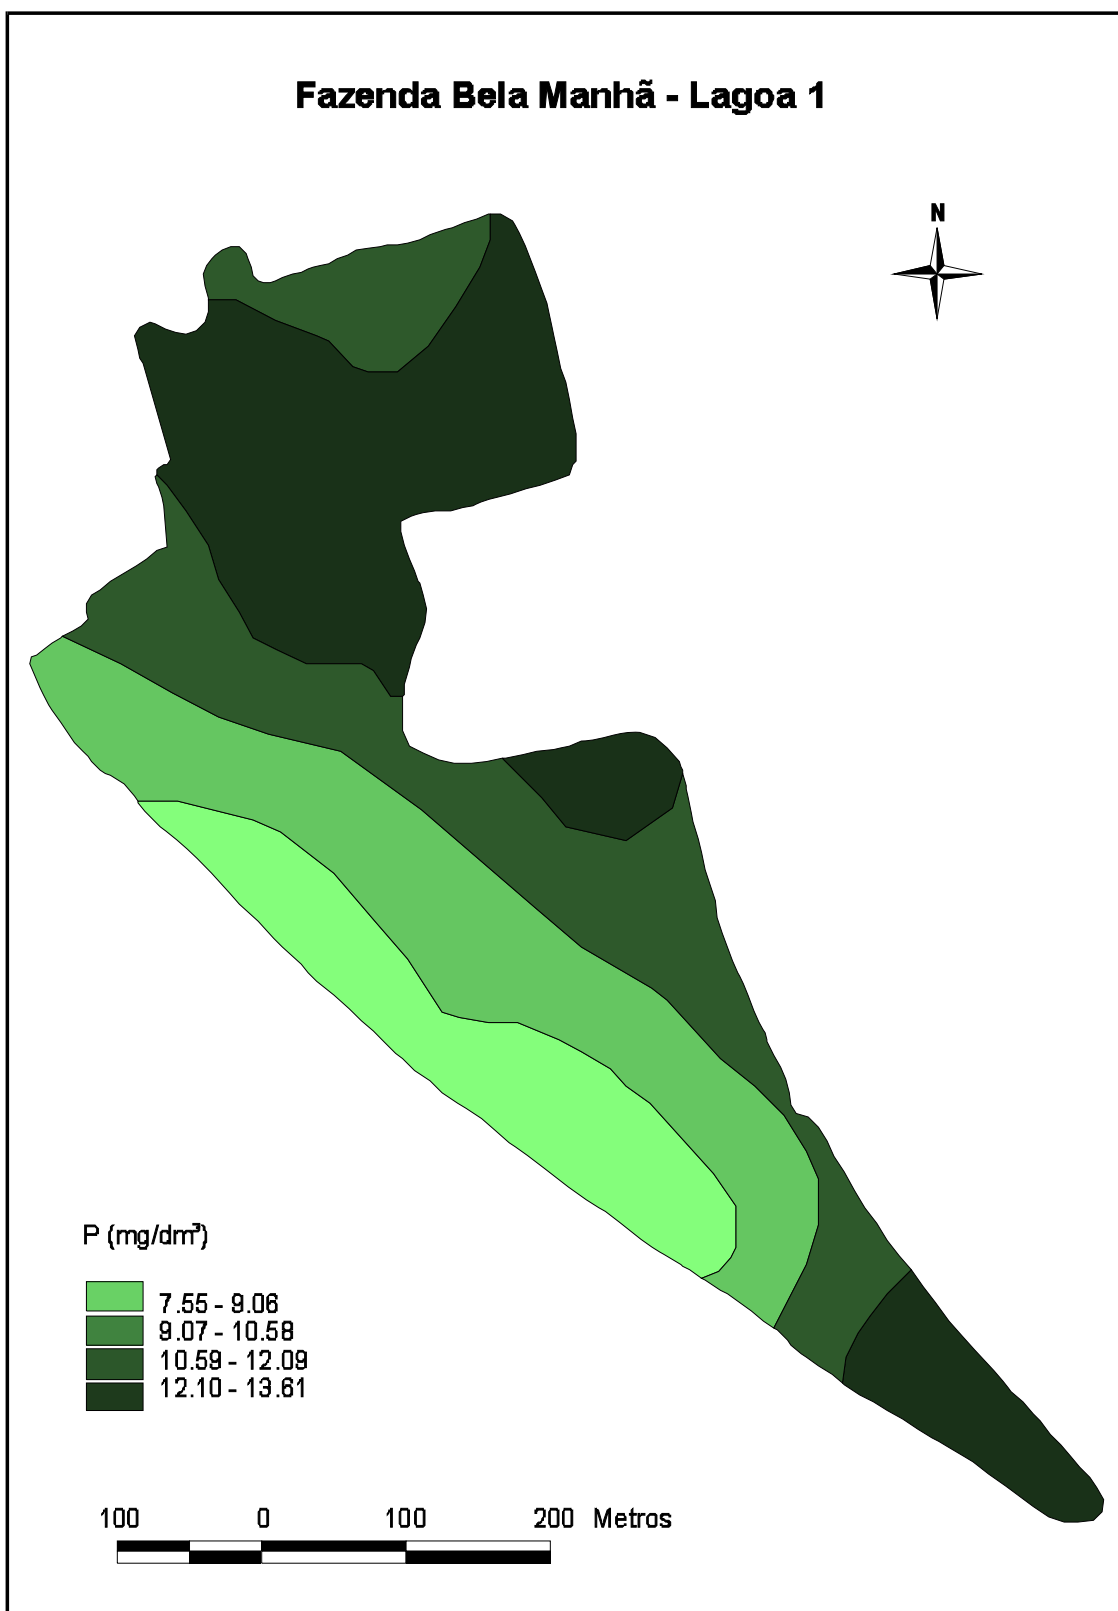 Fazenda Bela Manhã - Lagoa 1
N
P (mg/dm³)
7.55 - 9.06
9.07 - 10.58
10.59 - 12.09
12.10 - 13.61
100 0 100 200 Metros